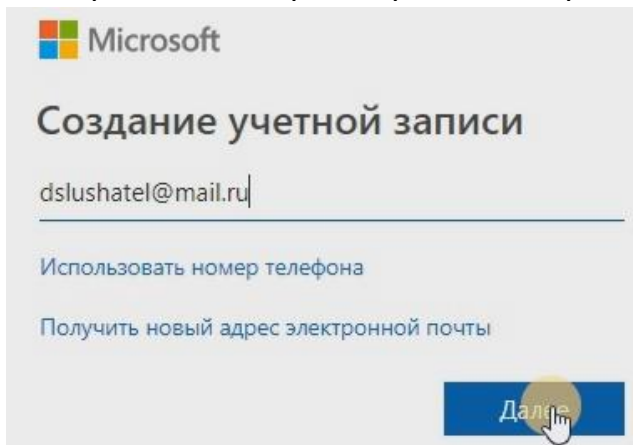 Microsoft
Создание учетной записи
dslushatel@mail.ru
Использовать номер телефона
Получить новый адрес электронной почты
Далее